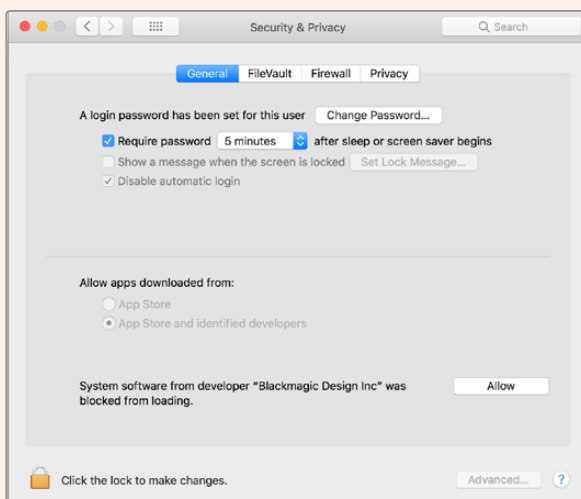 Security & Privacy
Search
General FileVault Firewall Privacy
A login password has been set for this user Change Password...
Require password 5 minutes after sleep or screen saver begins
Show a message when the screen is locked Set Lock Message...
Disable automatic login
Allow apps downloaded from:
App Store
App Store and identified developers
System software from developer “Blackmagic Design Inc” was Allow
blocked from loading.
Click the lock to make changes. Advanced... ?